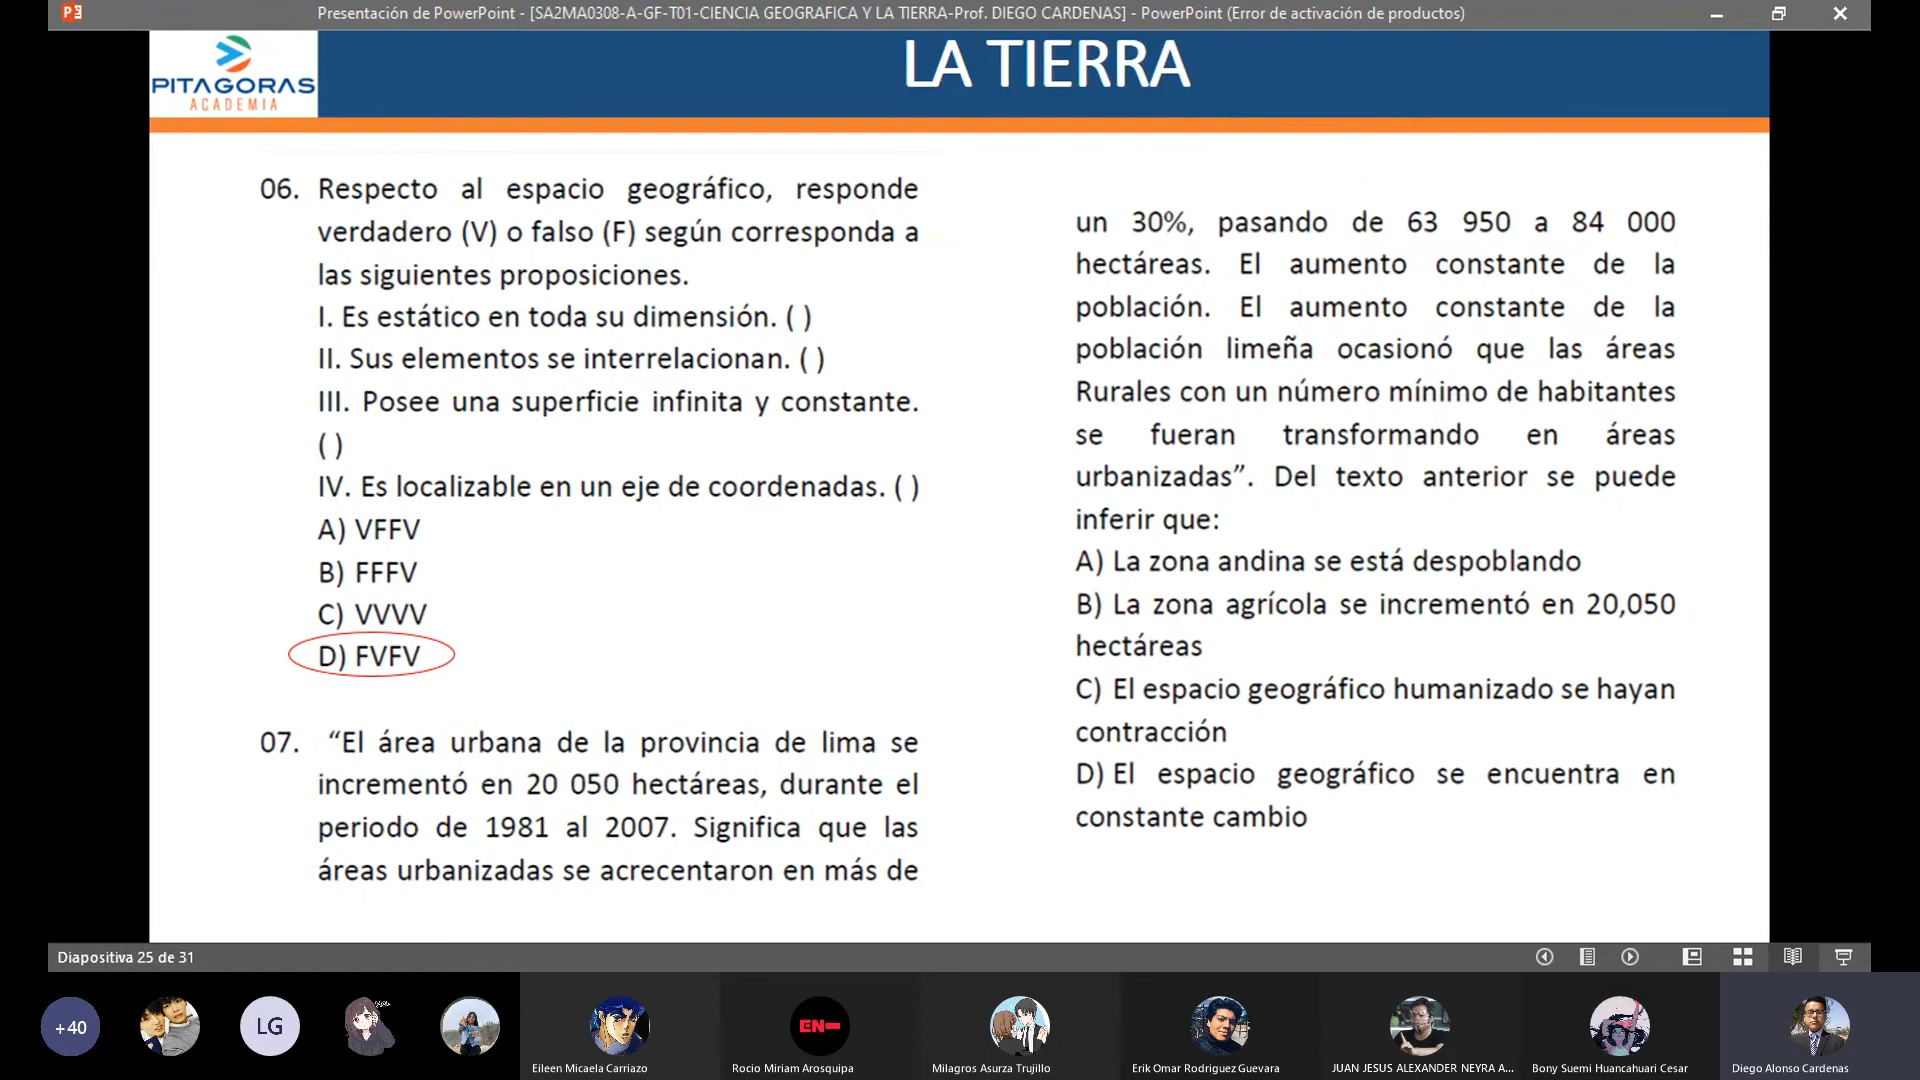 Presentación de PowerPoint - [SA2MA0308-A-GF-T01-CIENCIA GEOGRAFICA Y LA TIERRA-Prof. DIEGO CARDENAS] - PowerPoint (Error de activación de productos)
PITAGORAS
ACADEMIA
LA TIERRA
06. Respecto al espacio geográfico, responde
verdadero (V) o falso (F) según corresponda a
las siguientes proposiciones.
I. Es estático en toda su dimensión. ( )
II. Sus elementos se interrelacionan. ( )
III. Posee una superficie infinita y constante.
( )
IV. Es localizable en un eje de coordenadas. ( )
A) VFFV
B) FFFV
C) VVVV
D) FVFV
07. “El área urbana de la provincia de lima se
incrementó en 20 050 hectáreas, durante el
periodo de 1981 al 2007. Significa que las
áreas urbanizadas se acrecentaron en más de
un 30%, pasando de 63 950 a 84 000
hectáreas. El aumento constante de la
población. El aumento constante de la
población limeña ocasionó que las áreas
Rurales con un número mínimo de habitantes
se fueran transformando en áreas
urbanizadas”. Del texto anterior se puede
inferir que:
A) La zona andina se está despoblando
B) La zona agrícola se incrementó en 20,050
hectáreas
C) El espacio geográfico humanizado se hayan
contracción
D) El espacio geográfico se encuentra en
constante cambio
Diapositiva 25 de 31
+40
LG
EN
Eileen Micaela Carriazo
Rocio Miriam Arosquipa
Milagros Asurza Trujillo
Erik Omar Rodriguez Guevara
JUAN JESUS ALEXANDER NEYRA A...
Bony Suemi Huancahuari Cesar
Diego Alonso Cardenas